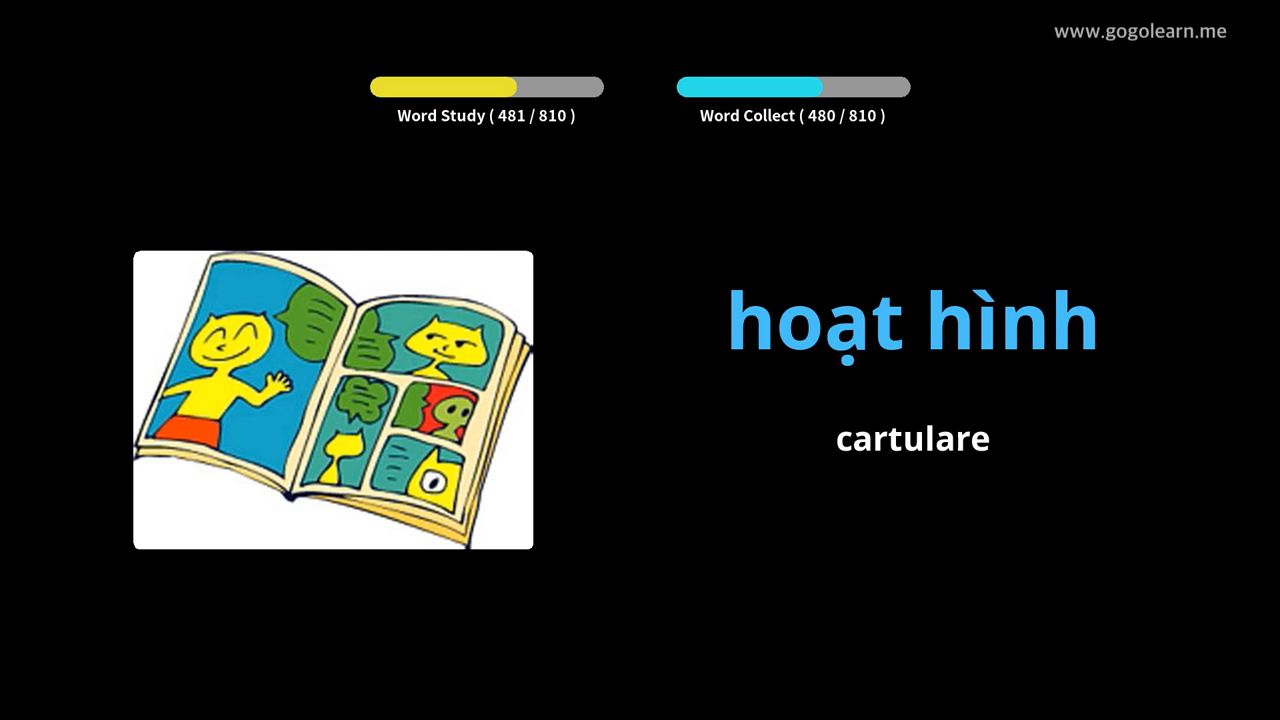 www.gogolearn.me
Word Study ( 481 / 810 )
Word Collect ( 480 / 810 )
hoạt hình
cartulare